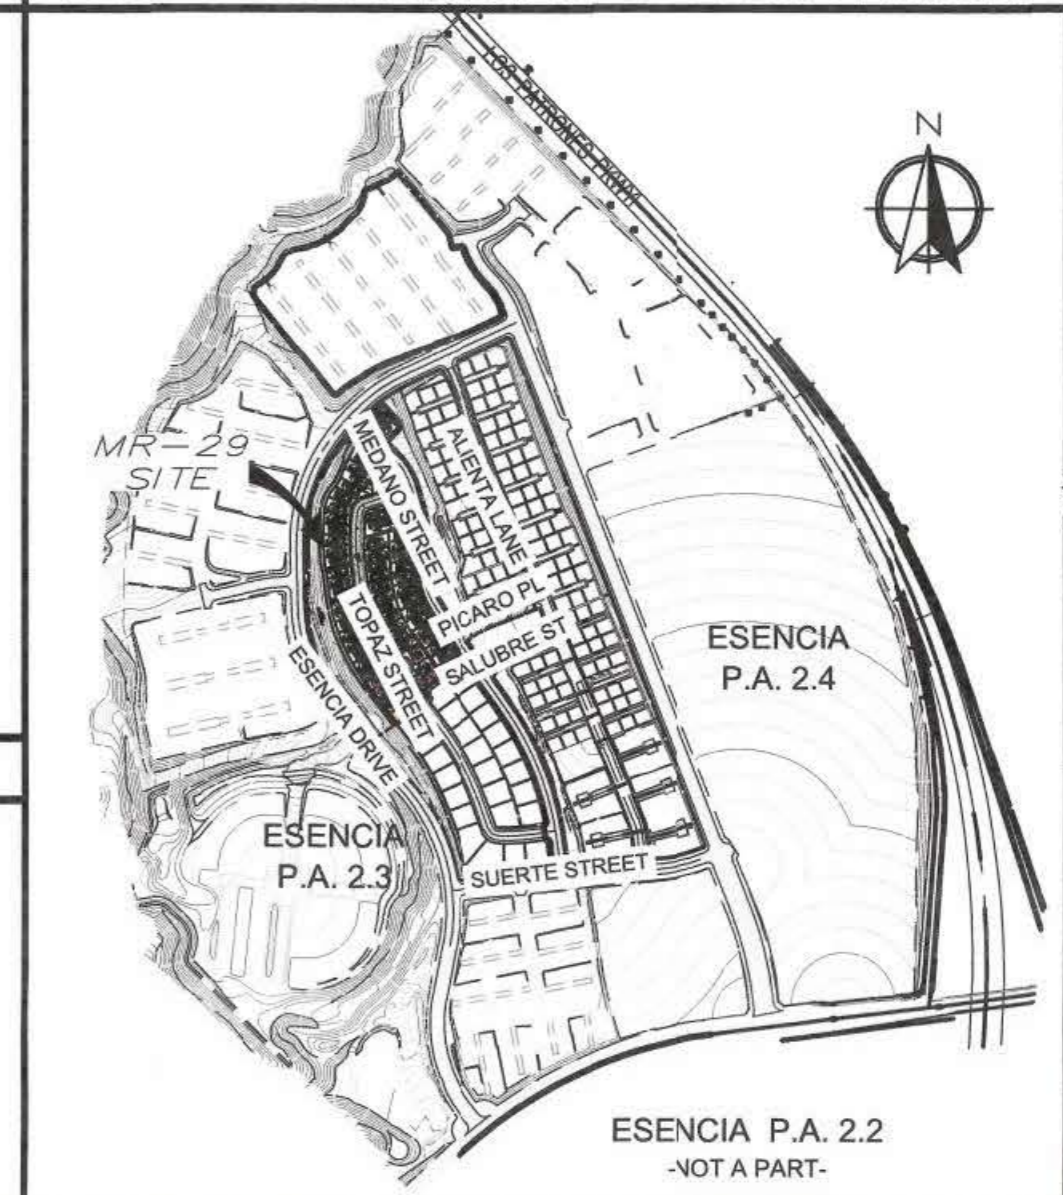 LOS PATRONES PKWY
N
MR-29
SITE
MEDANO STREET
ALIENTA LANE
PICARO PL
SALUBRE ST
TOPAZ STREET
ESENCIA DRIVE
ESENCIA
P.A. 2.4
ESENCIA
P.A. 2.3
SUERTE STREET
ESENCIA P.A. 2.2
-NOT A PART-